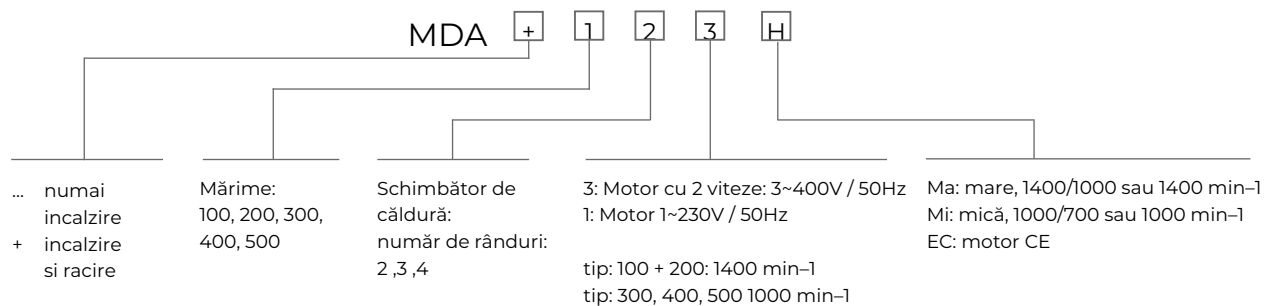 MDA + 1 2 3 H
... numai
incalzire
+ incalzire
si racire
Mărime:
100, 200, 300,
400, 500
Schimbător de
căldură:
număr de rânduri:
2 ,3 ,4
3: Motor cu 2 viteze: 3~400V / 50Hz
1: Motor 1~230V / 50Hz
tip: 100 + 200: 1400 min–1
tip: 300, 400, 500 1000 min–1
Ma: mare, 1400/1000 sau 1400 min–1
Mi: mică, 1000/700 sau 1000 min–1
EC: motor CE